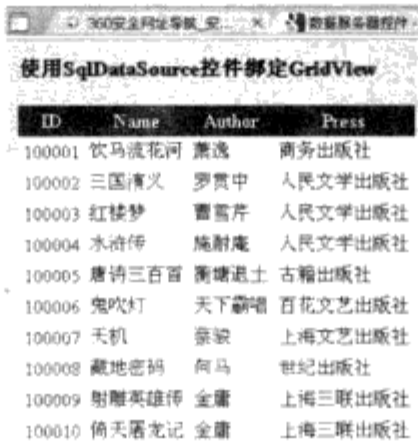 360安全网址导航_安... × 数据服务器控件
使用SqlDataSource控件绑定GridView
ID Name Author Press
100001 饮马流花河 萧逸 商务出版社
100002 三国演义 罗贯中 人民文学出版社
100003 红楼梦 曹雪芹 人民文学出版社
100004 水浒传 施耐庵 人民文学出版社
100005 唐诗三百首 衡塘退士 古籍出版社
100006 鬼吹灯 天下霸唱 百花文艺出版社
100007 天机 蔡骏 上海文艺出版社
100008 藏地密码 何马 世纪出版社
100009 射雕英雄传 金庸 上海三联出版社
100010 倚天屠龙记 金庸 上海三联出版社